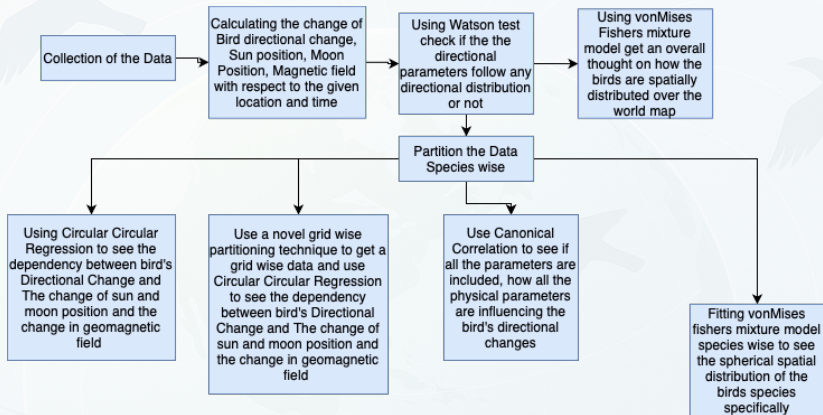 Collection of the Data
Calculating the change of
Bird directional change,
Sun position, Moon
Position, Magnetic field
with respect to the given
location and time
Using Watson test
check if the the
directional
parameters follow any
directional distribution
or not
Using vonMises
Fishers mixture
model get an overall
thought on how the
birds are spatially
distributed over the
world map
Partition the Data
Species wise
Using Circular Circular
Regression to see the
dependency between bird's
Directional Change and
The change of sun and
moon position and the
change in geomagnetic
field
Use a novel grid wise
partitioning technique to get a
grid wise data and use
Circular Circular Regression
to see the dependency
between bird's Directional
Change and The change of
sun and moon position and
the change in geomagnetic
field
Use Canonical
Correlation to see if
all the parameters are
included, how all the
physical parameters
are influencing the
bird's directional
changes
Fitting vonMises
fishers mixture model
species wise to see
the spherical spatial
distribution of the
birds species
specifically